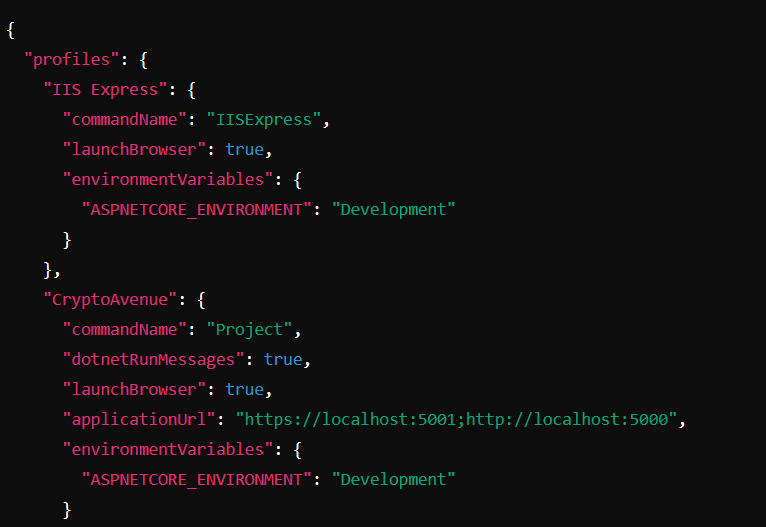 {
  "profiles": {
    "IIS Express": {
      "commandName": "IISExpress",
      "launchBrowser": true,
      "environmentVariables": {
        "ASPNETCORE_ENVIRONMENT": "Development"
      }
    },
    "CryptoAvenue": {
      "commandName": "Project",
      "dotnetRunMessages": true,
      "launchBrowser": true,
      "applicationUrl": "https://localhost:5001;http://localhost:5000",
      "environmentVariables": {
        "ASPNETCORE_ENVIRONMENT": "Development"
      }